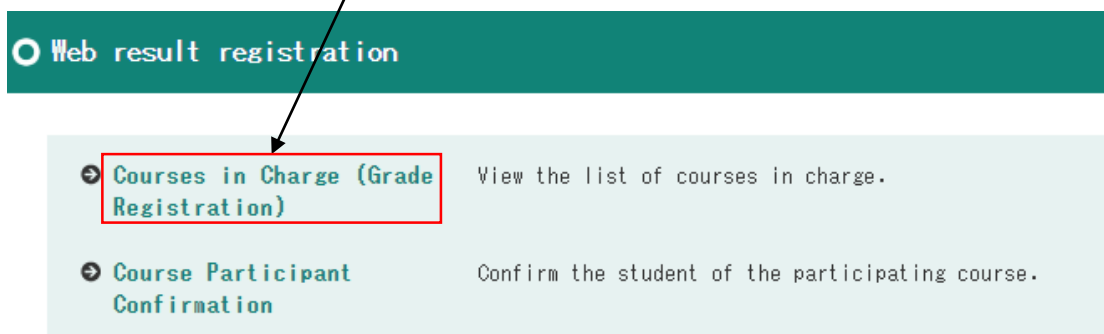 Web result registration
Courses in Charge (Grade
Registration)
View the list of courses in charge.
Course Participant
Confirmation
Confirm the student of the participating course.